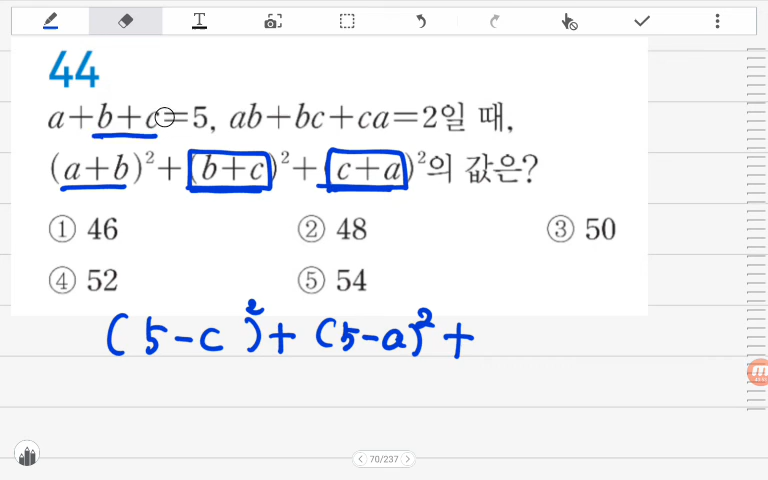 T
44
a+b+c=5, ab+bc+ca=2일 때,
(a+b)²+(b+c)²+(c+a)²의 값은?
① 46 ② 48 ③ 50
④ 52 ⑤ 54
(5-c)²+(5-a)²+
70/237